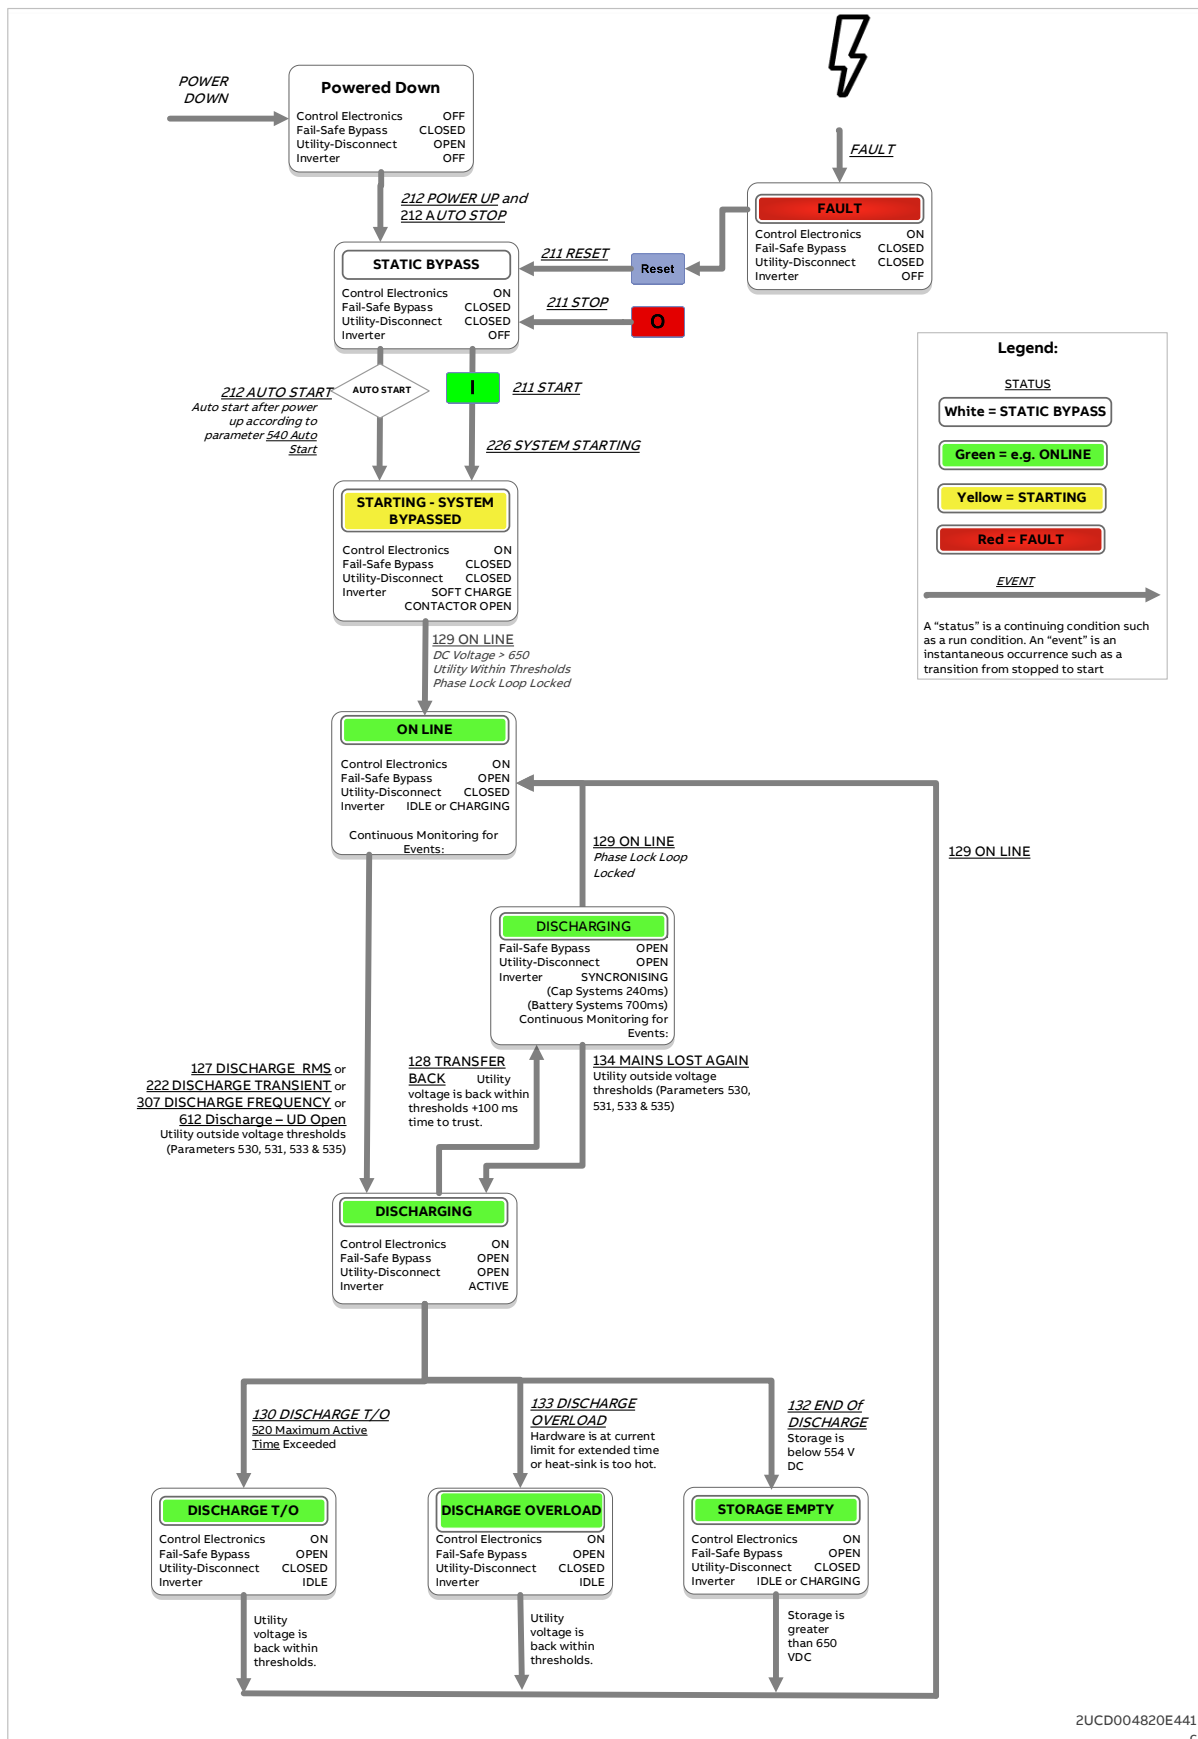 POWER
DOWN
Powered Down
Control Electronics OFF
Fail-Safe Bypass CLOSED
Utility-Disconnect OPEN
Inverter OFF
FAULT
212 POWER UP and
212 AUTO STOP
FAULT
Control Electronics ON
Fail-Safe Bypass CLOSED
Utility-Disconnect CLOSED
Inverter OFF
STATIC BYPASS
Control Electronics ON
Fail-Safe Bypass CLOSED
Utility-Disconnect CLOSED
Inverter OFF
211 RESET
Reset
211 STOP
O
212 AUTO START
Auto start after power
up according to
parameter 540 Auto
Start
AUTO START
I
211 START
226 SYSTEM STARTING
Legend:
STATUS
White = STATIC BYPASS
Green = e.g. ONLINE
Yellow = STARTING
Red = FAULT
EVENT
A “status” is a continuing condition such
as a run condition. An “event” is an
instantaneous occurrence such as a
transition from stopped to start
STARTING - SYSTEM
BYPASSED
Control Electronics ON
Fail-Safe Bypass CLOSED
Utility-Disconnect CLOSED
Inverter SOFT CHARGE
CONTACTOR OPEN
129 ON LINE
DC Voltage > 650
Utility Within Thresholds
Phase Lock Loop Locked
ON LINE
Control Electronics ON
Fail-Safe Bypass OPEN
Utility-Disconnect CLOSED
Inverter IDLE or CHARGING
Continuous Monitoring for
Events:
129 ON LINE
Phase Lock Loop
Locked
129 ON LINE
DISCHARGING
Fail-Safe Bypass OPEN
Utility-Disconnect OPEN
Inverter SYNCRONISING
(Cap Systems 240ms)
(Battery Systems 700ms)
Continuous Monitoring for
Events:
127 DISCHARGE RMS or
222 DISCHARGE TRANSIENT or
307 DISCHARGE FREQUENCY or
612 Discharge – UD Open
Utility outside voltage thresholds
(Parameters 530, 531, 533 & 535)
128 TRANSFER
BACK Utility
voltage is back within
thresholds +100 ms
time to trust.
134 MAINS LOST AGAIN
Utility outside voltage
thresholds (Parameters 530,
531, 533 & 535)
DISCHARGING
Control Electronics ON
Fail-Safe Bypass OPEN
Utility-Disconnect OPEN
Inverter ACTIVE
130 DISCHARGE T/O
520 Maximum Active
Time Exceeded
133 DISCHARGE
OVERLOAD
Hardware is at current
limit for extended time
or heat-sink is too hot.
132 END Of
DISCHARGE
Storage is
below 554 V
DC
DISCHARGE T/O
Control Electronics ON
Fail-Safe Bypass OPEN
Utility-Disconnect CLOSED
Inverter IDLE
DISCHARGE OVERLOAD
Control Electronics ON
Fail-Safe Bypass OPEN
Utility-Disconnect CLOSED
Inverter IDLE
STORAGE EMPTY
Control Electronics ON
Fail-Safe Bypass OPEN
Utility-Disconnect CLOSED
Inverter IDLE or CHARGING
Utility
voltage is
back within
thresholds.
Utility
voltage is
back within
thresholds.
Storage is
greater
than 650
VDC
2UCD004820E441